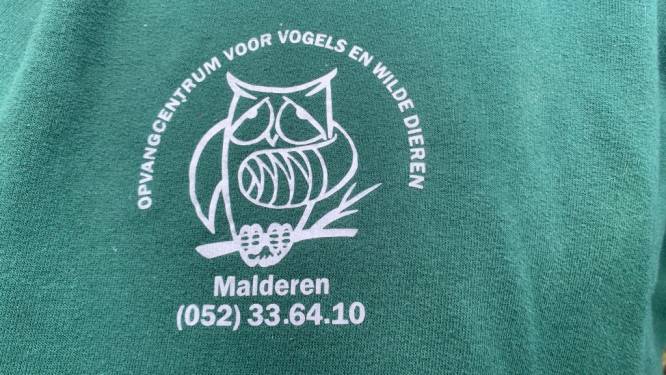 OPVANGCENTRUM VOOR VOGELS EN WILDE DIEREN
Malderen
(052) 33.64.10